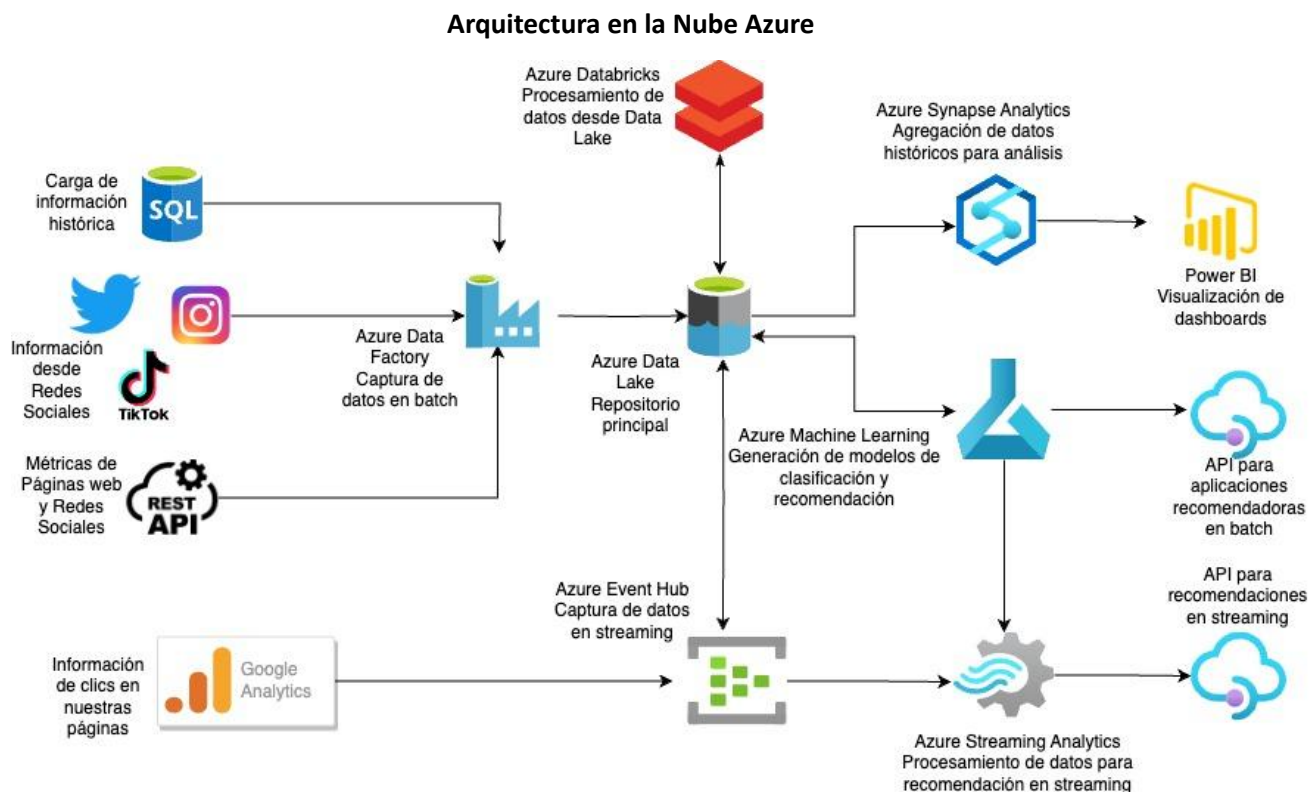 Arquitectura en la Nube Azure
Azure Databricks
Procesamiento de
datos desde Data
Lake
Azure Synapse Analytics
Agregación de datos
históricos para análisis
Carga de
información
histórica
SQL
Power BI
Visualización de
dashboards
Información
desde
Redes
Sociales
TikTok
Azure Data
Factory
Captura de
datos en batch
Azure Data
Lake
Repositorio
principal
Azure Machine Learning
Generación de modelos de
clasificación y
recomendación
API para
aplicaciones
recomendadoras
en batch
Métricas de
Páginas web
y Redes
Sociales
REST
API
Azure Event Hub
Captura de datos
en streaming
API para
recomendaciones
en streaming
Información
de clics en
nuestras
páginas
Google
Analytics
Azure Streaming Analytics
Procesamiento de datos para
recomendación en streaming